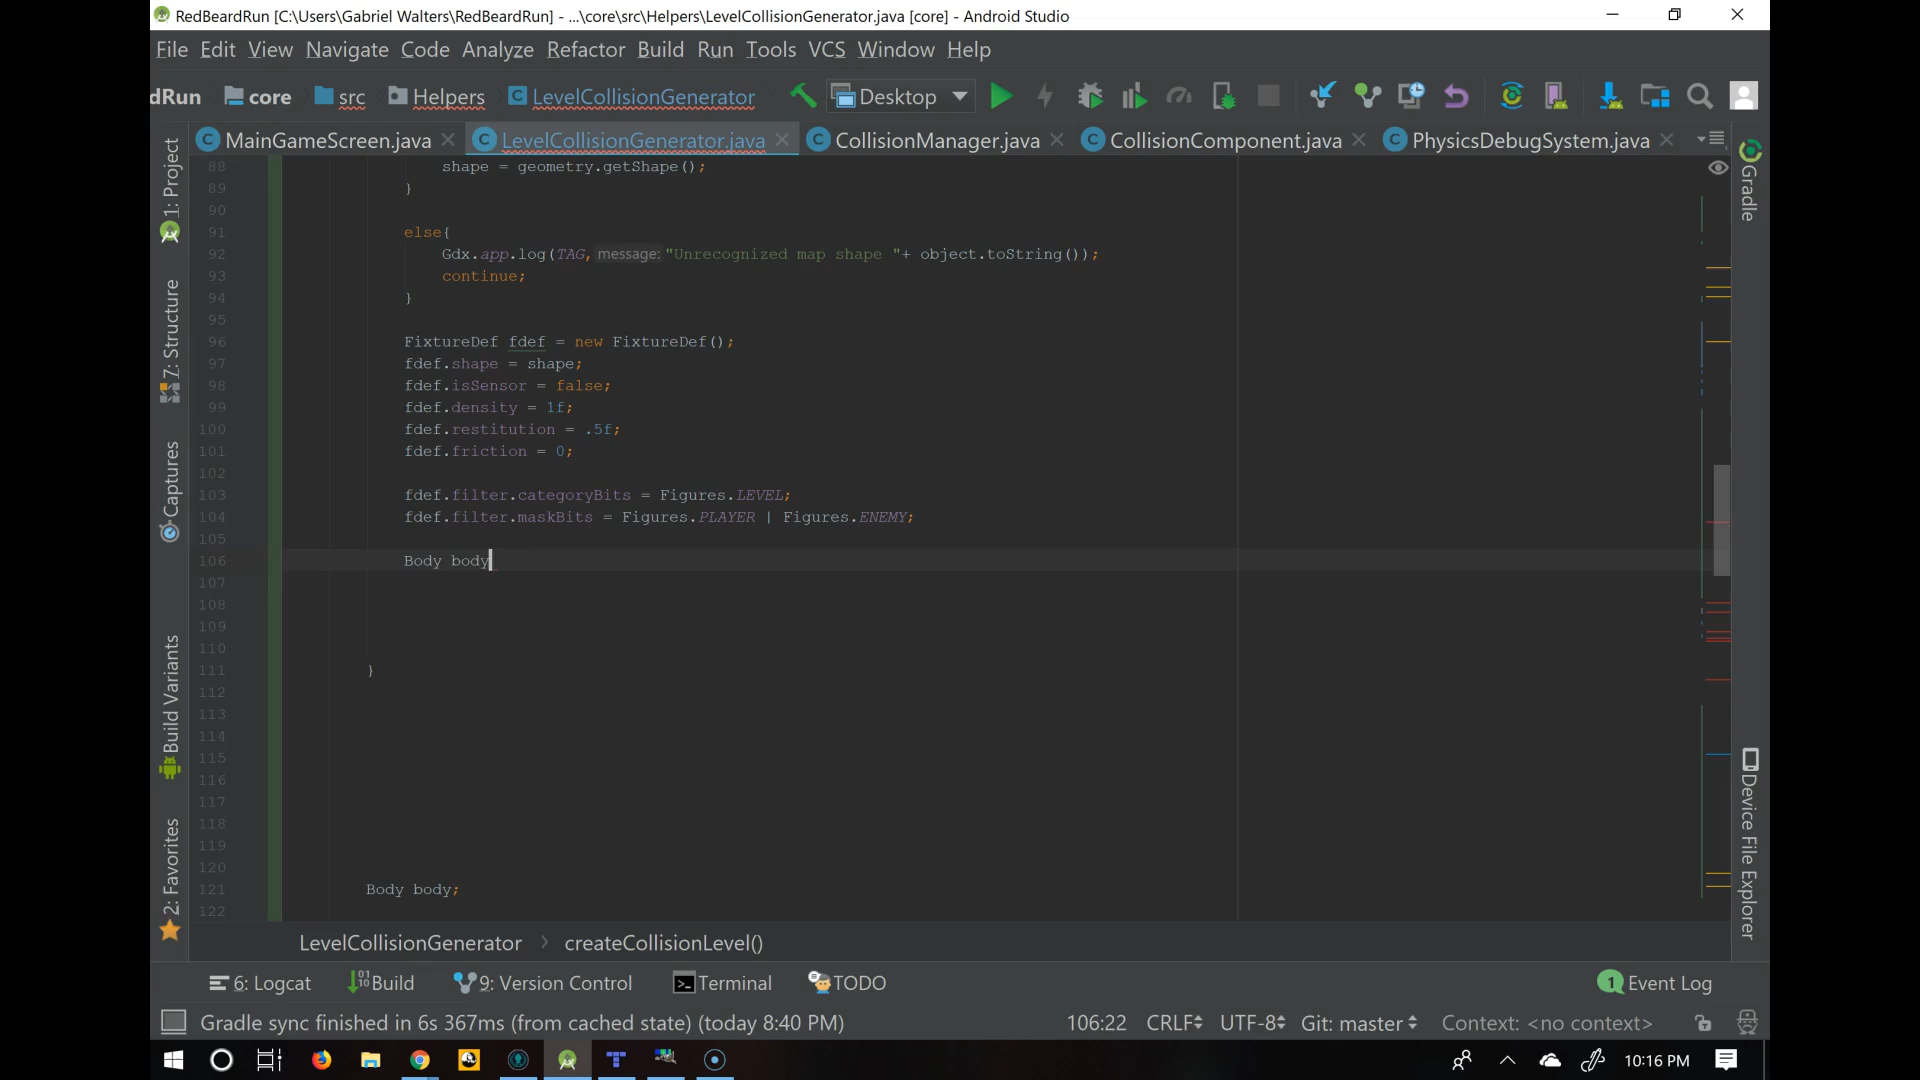 RedBeardRun [C:\Users\Gabriel Walters\RedBeardRun] - ...\core\src\Helpers\LevelCollisionGenerator.java [core] - Android Studio
File Edit View Navigate Code Analyze Refactor Build Run Tools VCS Window Help
dRun core src Helpers LevelCollisionGenerator Desktop
MainGameScreen.java LevelCollisionGenerator.java CollisionManager.java CollisionComponent.java PhysicsDebugSystem.java
1: Project
7: Structure
Captures
Build Variants
2: Favorites
88 shape = geometry.getShape();
89 }
90
91 else{
92 Gdx.app.log(TAG, message: "Unrecognized map shape "+ object.toString());
93 continue;
94 }
95
96 FixtureDef fdef = new FixtureDef();
97 fdef.shape = shape;
98 fdef.isSensor = false;
99 fdef.density = 1f;
100 fdef.restitution = .5f;
101 fdef.friction = 0;
102
103 fdef.filter.categoryBits = Figures.LEVEL;
104 fdef.filter.maskBits = Figures.PLAYER | Figures.ENEMY;
105
106 Body body
107
108
109
110
111 }
112
113
114
115
116
117
118
119
120
121 Body body;
122
Gradle
Device File Explorer
LevelCollisionGenerator createCollisionLevel()
6: Logcat Build 9: Version Control Terminal TODO 1 Event Log
Gradle sync finished in 6s 367ms (from cached state) (today 8:40 PM) 106:22 CRLF UTF-8 Git: master Context: <no context>
10:16 PM